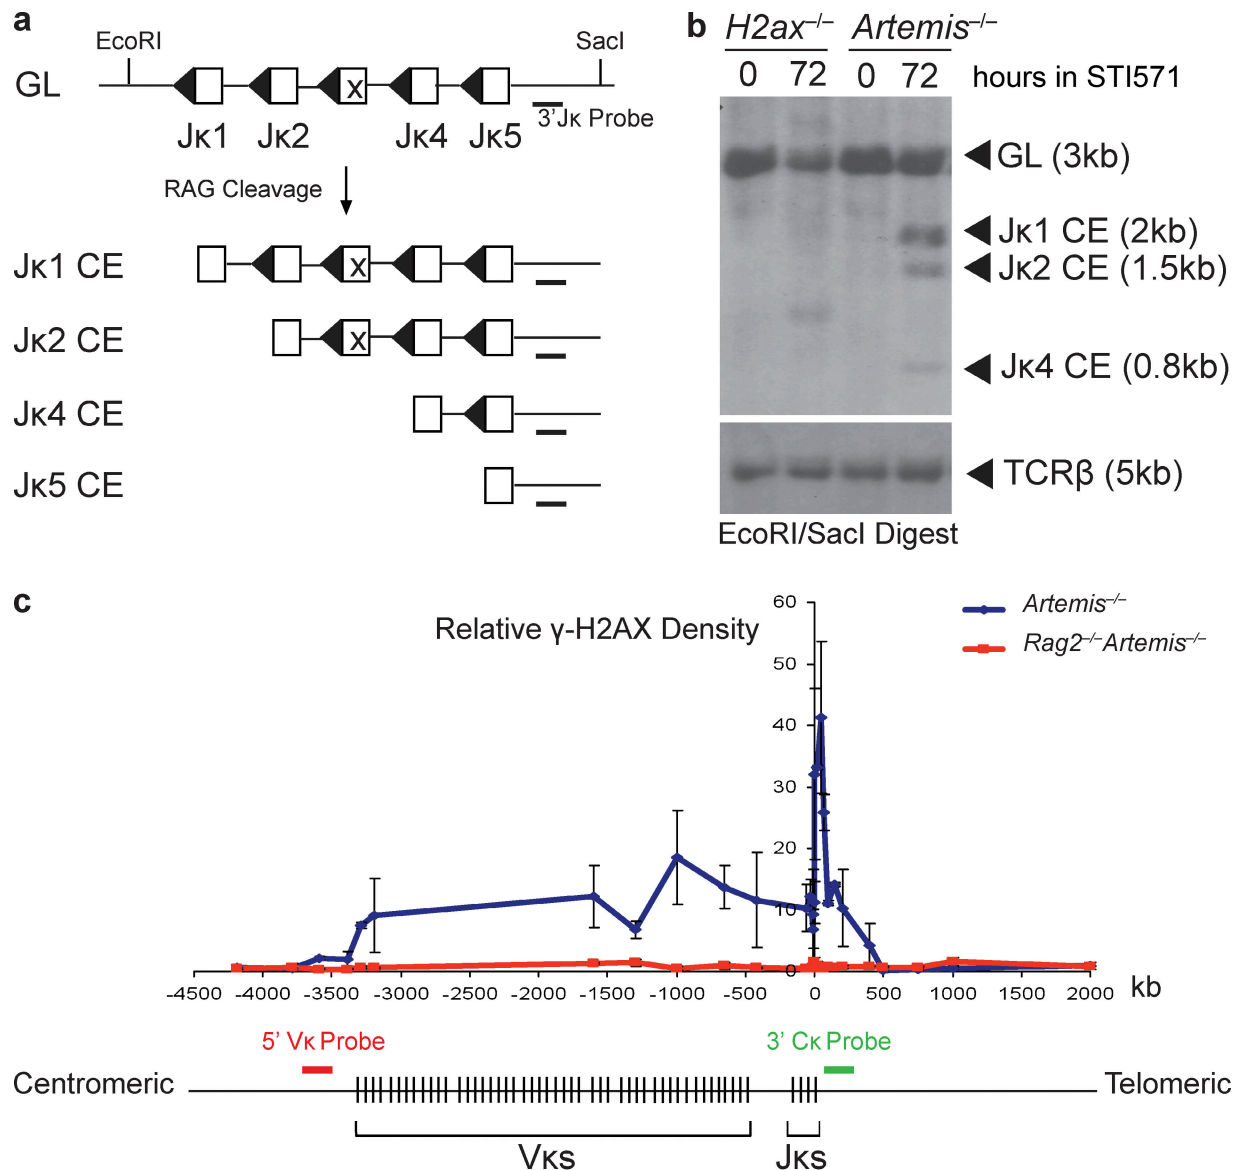 a
EcoRI SacI
GL x
Jκ1 Jκ2 Jκ4 Jκ5 3'Jκ Probe
RAG Cleavage
Jκ1 CE x
Jκ2 CE x
Jκ4 CE
Jκ5 CE
b
H2ax–/– Artemis–/–
0 72 0 72 hours in STI571
GL (3kb)
Jκ1 CE (2kb)
Jκ2 CE (1.5kb)
Jκ4 CE (0.8kb)
TCRβ (5kb)
EcoRI/SacI Digest
c
Relative γ-H2AX Density
Artemis–/–
Rag2–/–Artemis–/–
60
50
40
30
20
10
0
-4500 -4000 -3500 -3000 -2500 -2000 -1500 -1000 -500 0 500 1000 1500 2000 kb
5' Vκ Probe 3' Cκ Probe
Centromeric Telomeric
Vκs Jκs